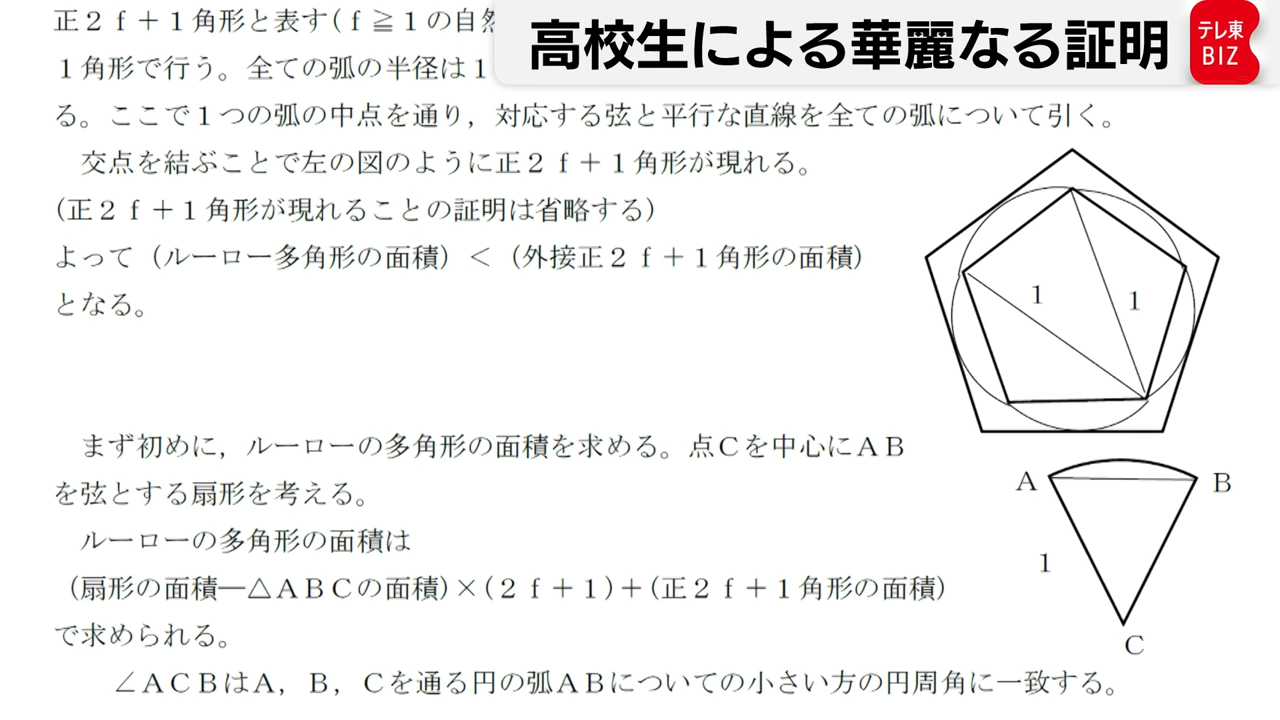 正２ｆ＋１角形と表す(ｆ≧１の自然
高校生による華麗なる証明
テレ東
BIZ
１角形で行う。全ての弧の半径は１
る。ここで１つの弧の中点を通り，対応する弦と平行な直線を全ての弧について引く。
交点を結ぶことで左の図のように正２ｆ＋１角形が現れる。
(正２ｆ＋１角形が現れることの証明は省略する)
よって（ルーロー多角形の面積）＜（外接正２ｆ＋１角形の面積）
となる。
1
1
まず初めに，ルーローの多角形の面積を求める。点Ｃを中心にＡＢ
を弦とする扇形を考える。
ルーローの多角形の面積は
（扇形の面積―△ＡＢＣの面積)×(２ｆ＋１)＋(正２ｆ＋１角形の面積)
で求められる。
∠ＡＣＢはＡ，Ｂ，Ｃを通る円の弧ＡＢについての小さい方の円周角に一致する。
A
B
1
C